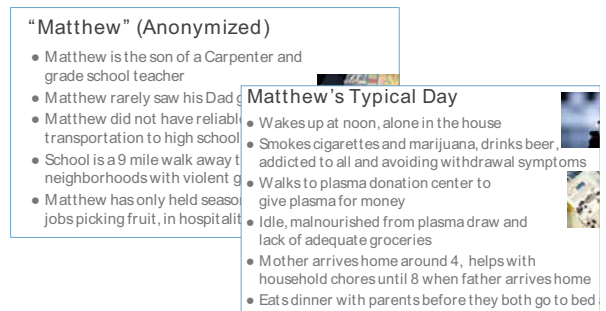 “Matthew” (Anonymized)
● Matthew is the son of a Carpenter and
grade school teacher
● Matthew rarely saw his Dad
● Matthew did not have
transportation to high school
● School is a 9 mile walk away
neighborhoods with violent
● Matthew has only held
jobs picking fruit, in
Matthew’s Typical Day
● Wakes up at noon, alone in the house
● Smokes cigarettes and marijuana, drinks beer,
addicted to all and avoiding withdrawal symptoms
● Walks to plasma donation center to
give plasma for money
● Idle, malnourished from plasma draw and
lack of adequate groceries
● Mother arrives home around 4, helps with
household chores until 8 when father arrives home
● Eats dinner with parents before they both go to bed